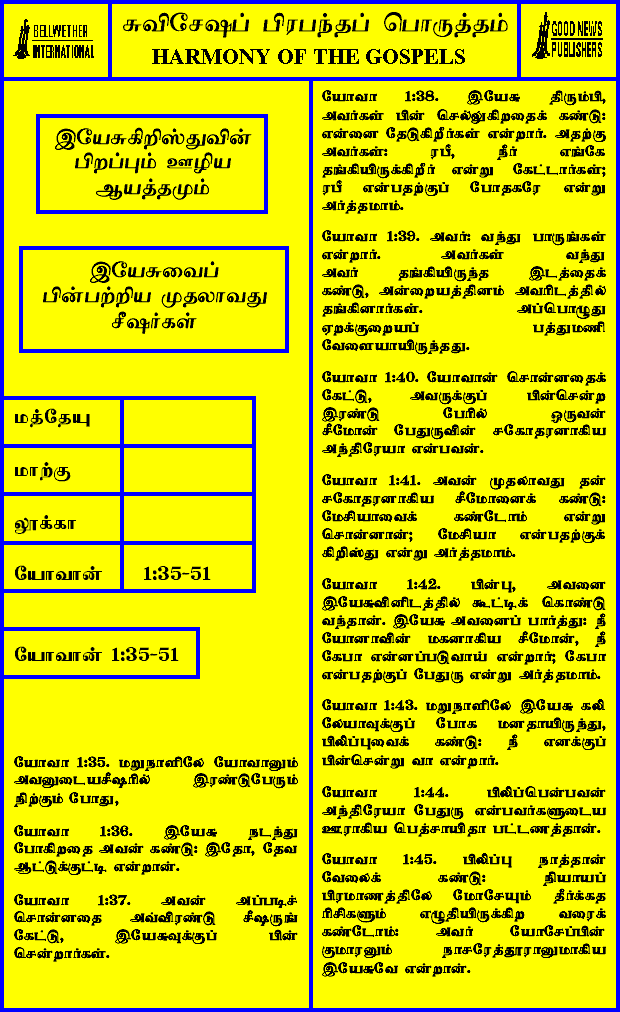 BELLWETHER
INTERNATIONAL
சுவிசேஷப் பிரபந்தப் பொருத்தம்
HARMONY OF THE GOSPELS
GOOD NEWS
PUBLISHERS
இயேசுகிறிஸ்துவின்
பிறப்பும் ஊழிய
ஆயத்தமும்
இயேசுவைப்
பின்பற்றிய முதலாவது
சீஷர்கள்
மத்தேயு
மாற்கு
லூக்கா
யோவான் 1:35-51
யோவான் 1:35-51
யோவா 1:35. மறுநாளிலே யோவானும்
அவனுடையசீஷரில் இரண்டுபேரும்
நிற்கும் போது,
யோவா 1:36. இயேசு நடந்து
போகிறதை அவன் கண்டு: இதோ, தேவ
ஆட்டுக்குட்டி என்றான்.
யோவா 1:37. அவன் அப்படிச்
சொன்னதை அவ்விரண்டு சீஷருங்
கேட்டு, இயேசுவுக்குப் பின்
சென்றார்கள்.
யோவா 1:38. இயேசு திரும்பி,
அவர்கள் பின் செல்லுகிறதைக் கண்டு:
என்னை தேடுகிறீர்கள் என்றார். அதற்கு
அவர்கள்: ரபீ, நீர் எங்கே
தங்கியிருக்கிறீர் என்று கேட்டார்கள்;
ரபீ என்பதற்குப் போதகரே என்று
அர்த்தமாம்.
யோவா 1:39. அவர்: வந்து பாருங்கள்
என்றார். அவர்கள் வந்து
அவர் தங்கியிருந்த இடத்தைக்
கண்டு, அன்றையத்தினம் அவரிடத்தில்
தங்கினார்கள். அப்பொழுது
ஏறக்குறையப் பத்துமணி
வேளையாயிருந்தது.
யோவா 1:40. யோவான் சொன்னதைக்
கேட்டு, அவருக்குப் பின்சென்ற
இரண்டு பேரில் ஒருவன்
சீமோன் பேதுருவின் சகோதரனாகிய
அந்திரேயா என்பவன்.
யோவா 1:41. அவன் முதலாவது தன்
சகோதரனாகிய சீமோனைக் கண்டு:
மேசியாவைக் கண்டோம் என்று
சொன்னான்; மேசியா என்பதற்குக்
கிறிஸ்து என்று அர்த்தமாம்.
யோவா 1:42. பின்பு, அவனை
இயேசுவினிடத்தில் கூட்டிக் கொண்டு
வந்தான். இயேசு அவனைப் பார்த்து: நீ
யோனாவின் மகனாகிய சீமோன், நீ
கேபா என்னப்படுவாய் என்றார்; கேபா
என்பதற்குப் பேதுரு என்று அர்த்தமாம்.
யோவா 1:43. மறுநாளிலே இயேசு கலி
லேயாவுக்குப் போக மனதாயிருந்து,
பிலிப்புவைக் கண்டு: நீ எனக்குப்
பின்சென்று வா என்றார்.
யோவா 1:44. பிலிப்பென்பவன்
அந்திரேயா பேதுரு என்பவர்களுடைய
ஊராகிய பெத்சாயிதா பட்டணத்தான்.
யோவா 1:45. பிலிப்பு நாத்தான்
வேலைக் கண்டு: நியாயப்
பிரமாணத்திலே மோசேயும் தீர்க்கத
ரிசிகளும் எழுதியிருக்கிற வரைக்
கண்டோம்: அவர் யோசேப்பின்
குமாரனும் நாசரேத்தூரானுமாகிய
இயேசுவே என்றான்.